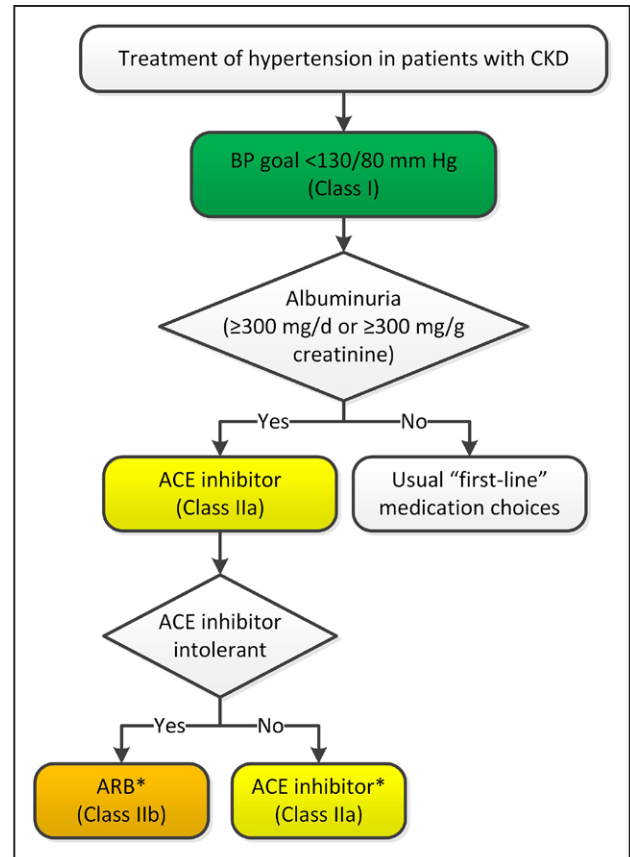 Treatment of hypertension in patients with CKD
BP goal <130/80 mm Hg
(Class I)
Albuminuria
(≥300 mg/d or ≥300 mg/g
creatinine)
Yes
No
ACE inhibitor
(Class IIa)
Usual “first-line”
medication choices
ACE inhibitor
intolerant
Yes
No
ARB*
(Class IIb)
ACE inhibitor*
(Class IIa)